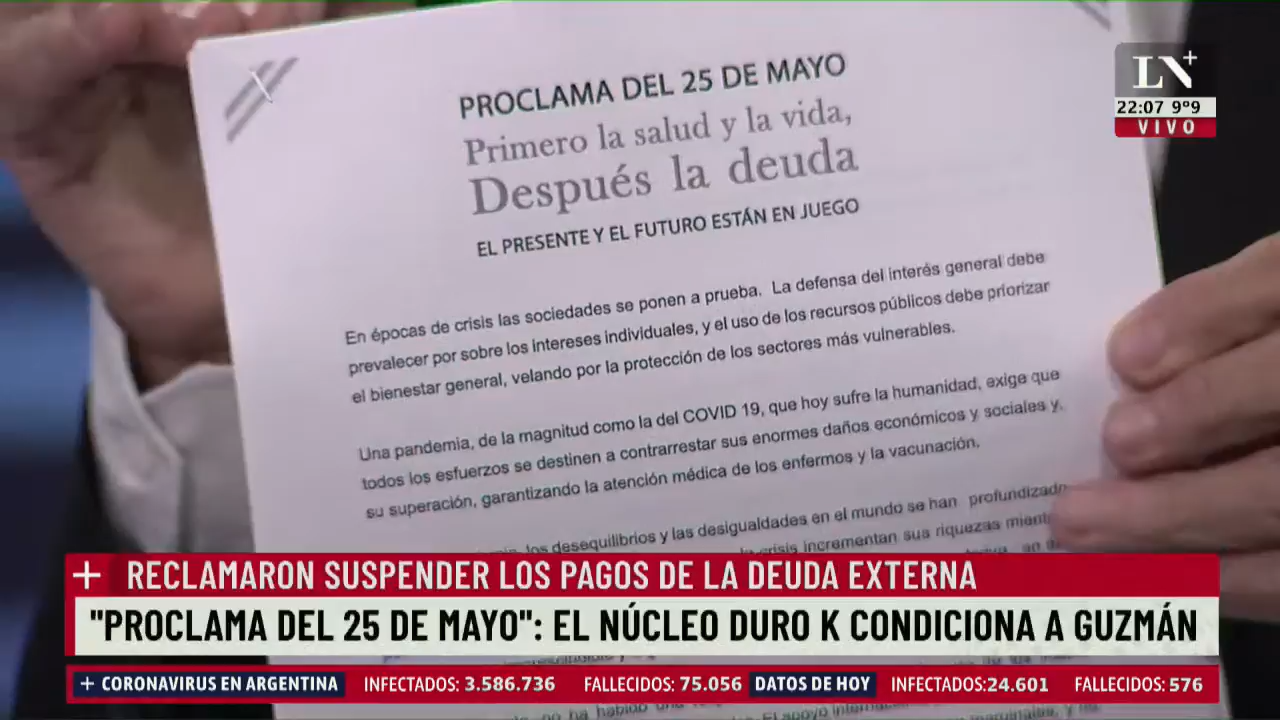 PROCLAMA DEL 25 DE MAYO
Primero la salud y la vida,
Después la deuda
EL PRESENTE Y EL FUTURO ESTÁN EN JUEGO
En épocas de crisis las sociedades se ponen a prueba. La defensa del interés general debe
prevalecer por sobre los intereses individuales, y el uso de los recursos públicos debe priorizar
el bienestar general, velando por la protección de los sectores más vulnerables.
Una pandemia, de la magnitud como la del COVID 19, que hoy sufre la humanidad, exige que
todos los esfuerzos se destinen a contrarrestar sus enormes daños económicos y sociales y,
su superación, garantizando la atención médica de los enfermos y la vacunación.
los desequilibrios y las desigualdades en el mundo se han profundizado
crisis incrementan sus riquezas
LN+
22:07 9º9
VIVO
+ RECLAMARON SUSPENDER LOS PAGOS DE LA DEUDA EXTERNA
"PROCLAMA DEL 25 DE MAYO": EL NÚCLEO DURO K CONDICIONA A GUZMÁN
+ CORONAVIRUS EN ARGENTINA INFECTADOS: 3.586.736 FALLECIDOS: 75.056 DATOS DE HOY INFECTADOS:24.601 FALLECIDOS: 576
no ha habido una El apoyo